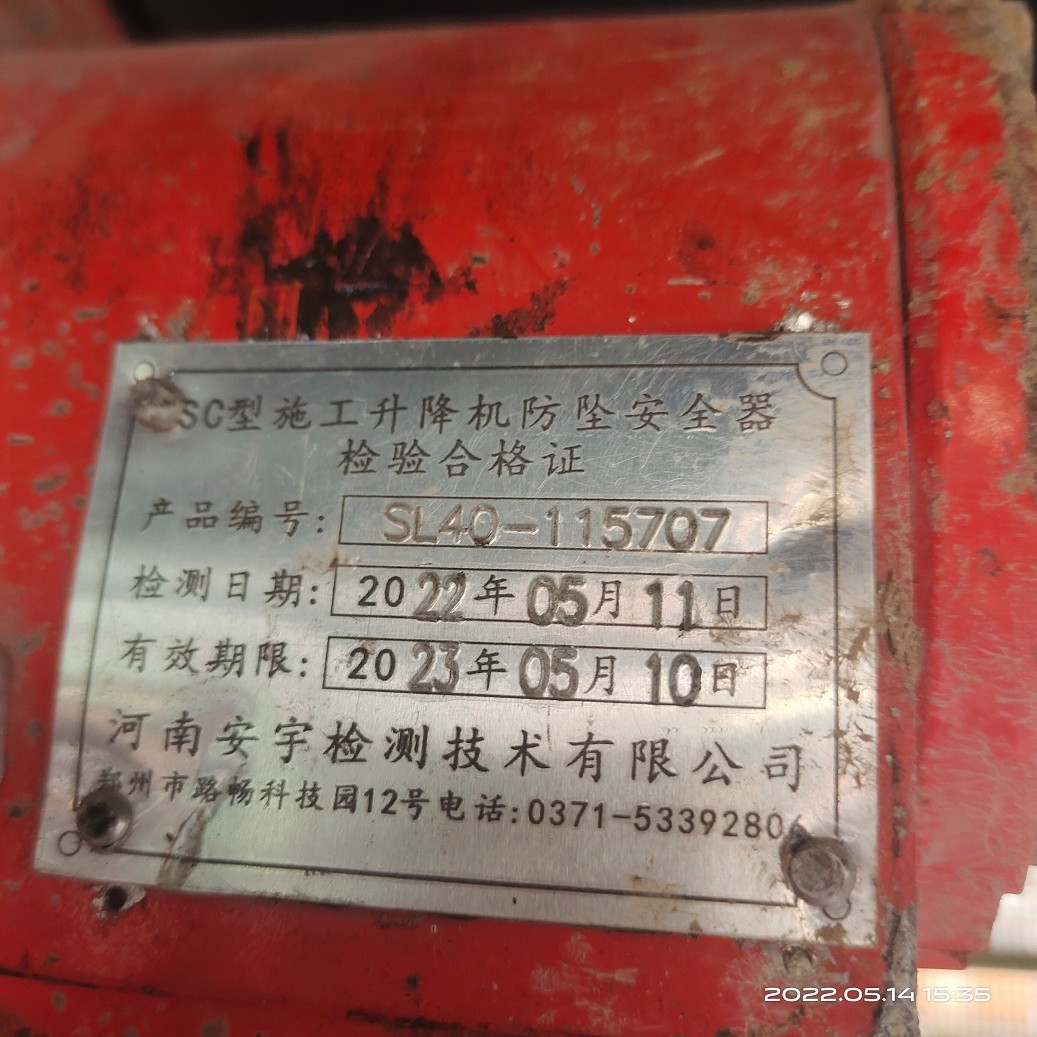 SC型施工升降机防坠安全器
检验合格证
产品编号: SL40-115707
检测日期: 2022年05月11日
有效期限: 2023年05月10日
河南安宇检测技术有限公司
郑州市路畅科技园12号电话:0371-53392806
2022.05.14 15:35